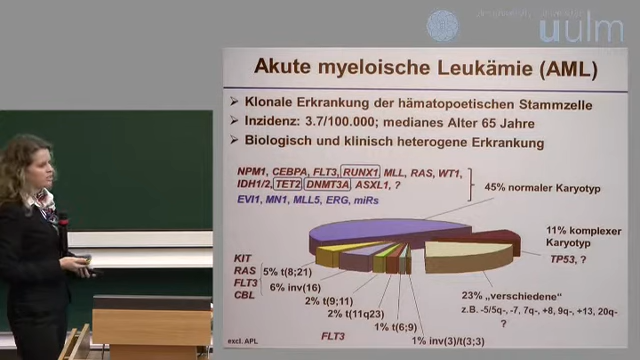 uulm
Akute myeloische Leukämie (AML)
Klonale Erkrankung der hämatopoetischen Stammzelle
Inzidenz: 3.7/100.000; medianes Alter 65 Jahre
Biologisch und klinisch heterogene Erkrankung
NPM1, CEBPA, FLT3, RUNX1 MLL, RAS, WT1,
IDH1/2, TET2 DNMT3A, ASXL1, ?
EVI1, MN1, MLL5, ERG, miRs
45% normaler Karyotyp
11% komplexer
Karyotyp
TP53, ?
KIT
RAS
FLT3
CBL
5% t(8;21)
6% inv(16)
2% t(9;11)
2% t(11q23)
1% t(6;9)
1% inv(3)/t(3;3)
FLT3
23% „verschiedene"
z.B. -5/5q-, -7, 7q-, +8, 9q-, +13, 20q-
?
excl. APL